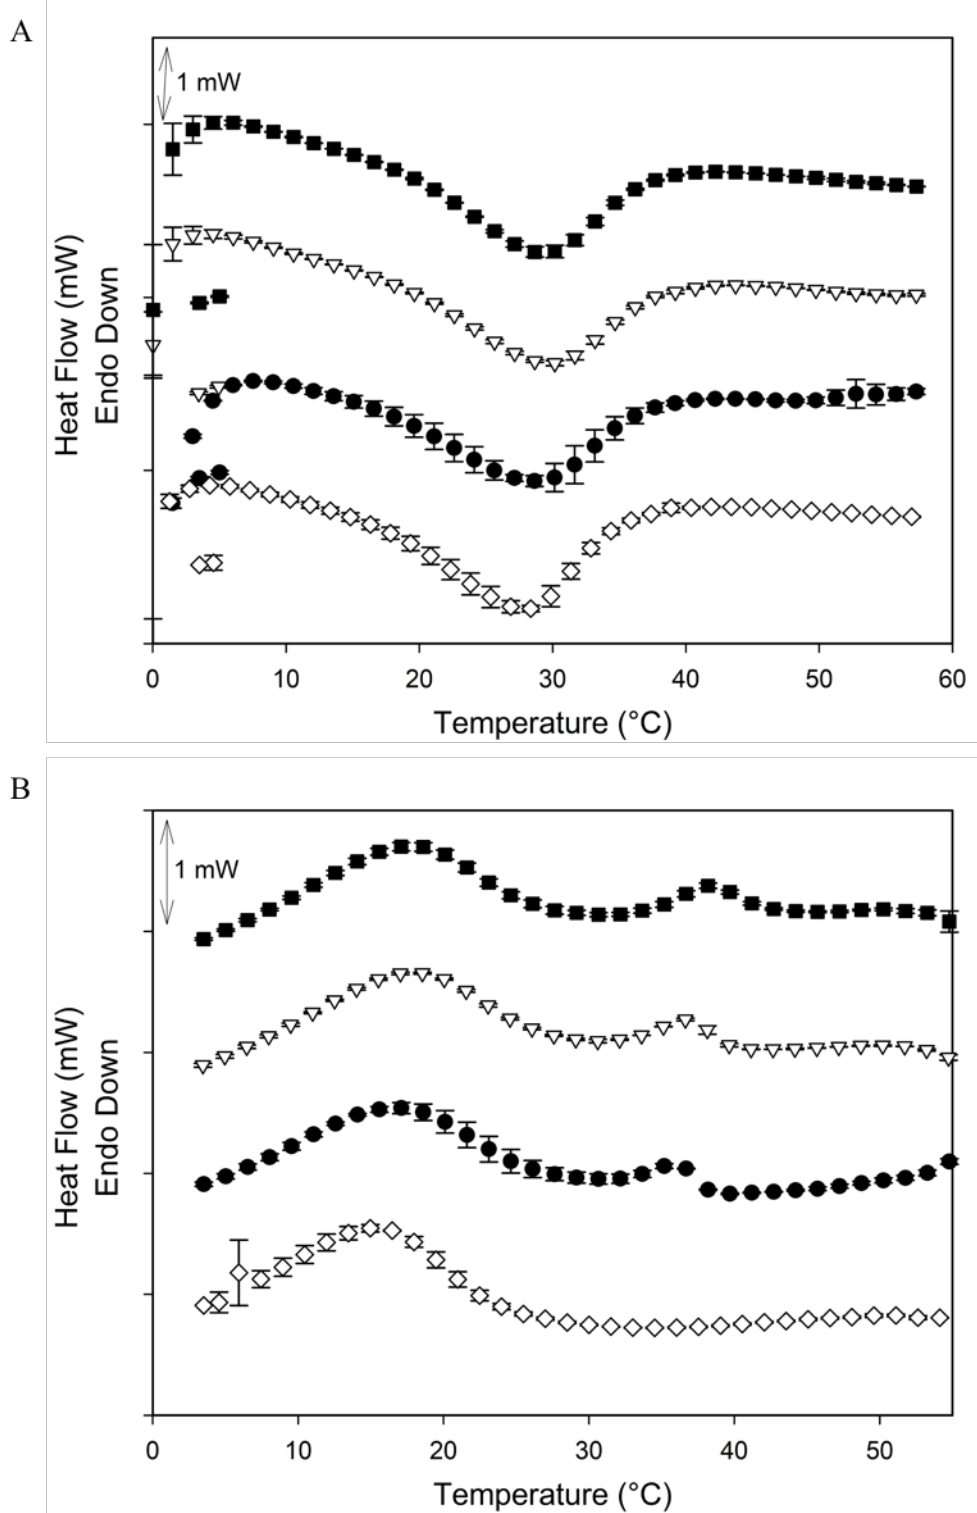 A
1 mW
Heat Flow (mW)
Endo Down
0 10 20 30 40 50 60
Temperature (°C)
B
1 mW
Heat Flow (mW)
Endo Down
0 10 20 30 40 50
Temperature (°C)